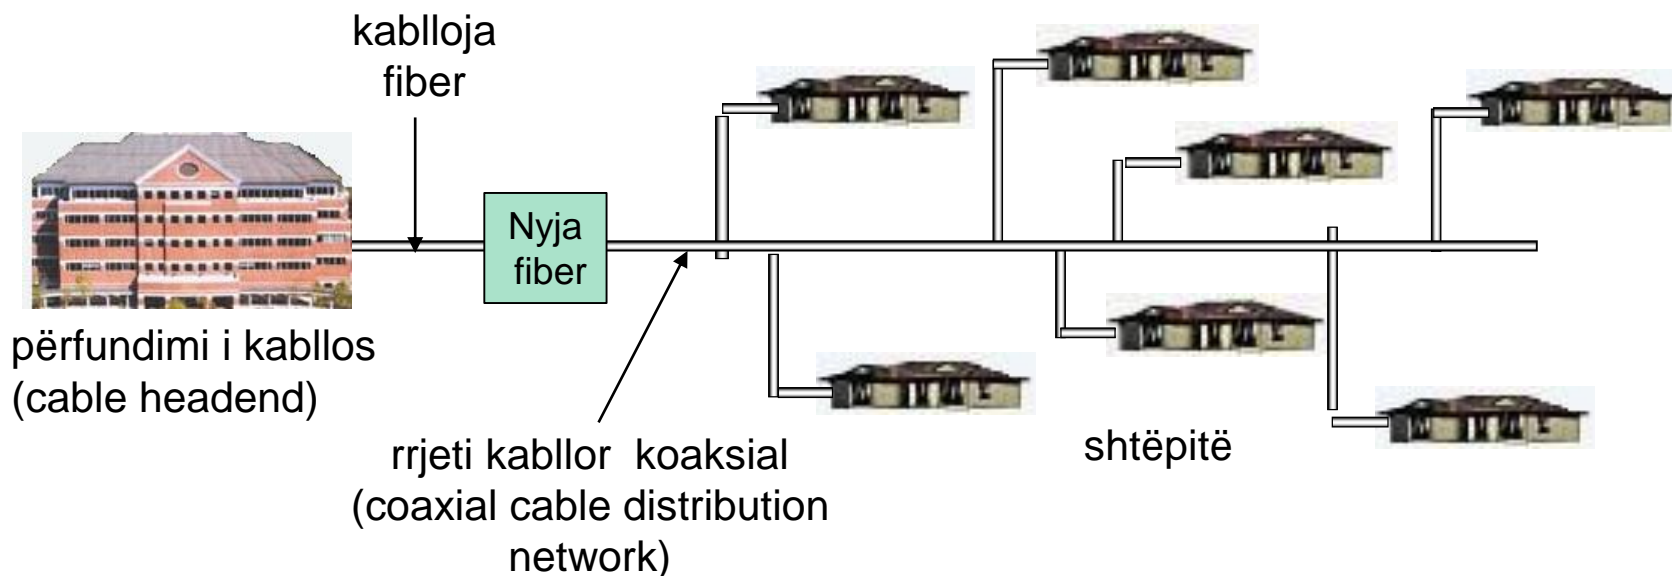 kablloja
fiber
Nyja
fiber
përfundimi i kabllos
(cable headend)
rrjeti kabllor koaksial
(coaxial cable distribution
network)
shtëpitë